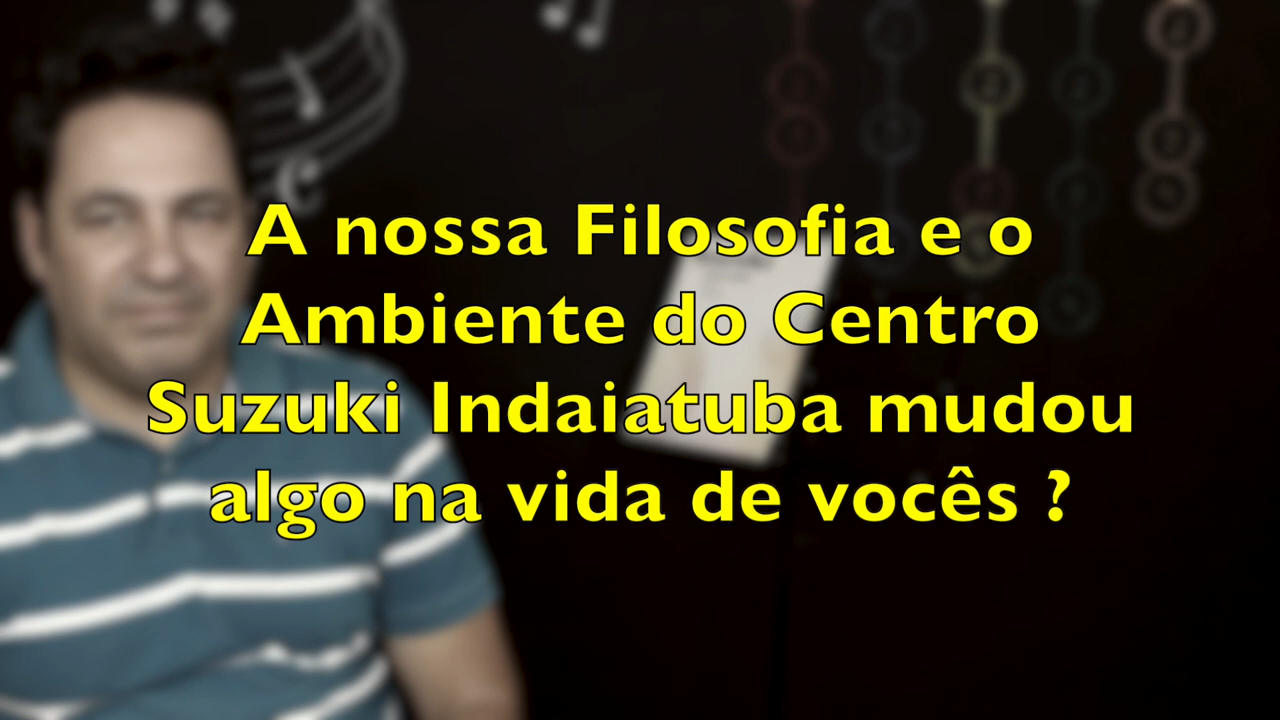 A nossa Filosofia e o
Ambiente do Centro
Suzuki Indaiatuba mudou
algo na vida de vocês ?